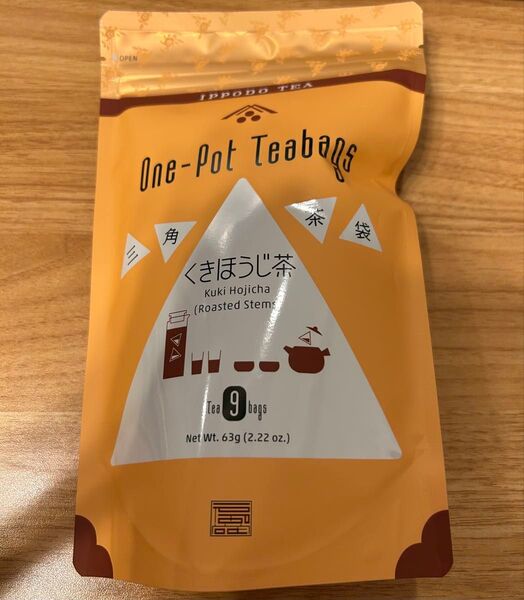 OPEN
IPPODO TEA
One-Pot Teabags
三角茶袋
くきほうじ茶
Kuki Hojicha
(Roasted Stems)
Tea 9 bags
Net Wt. 63g (2.22 oz.)